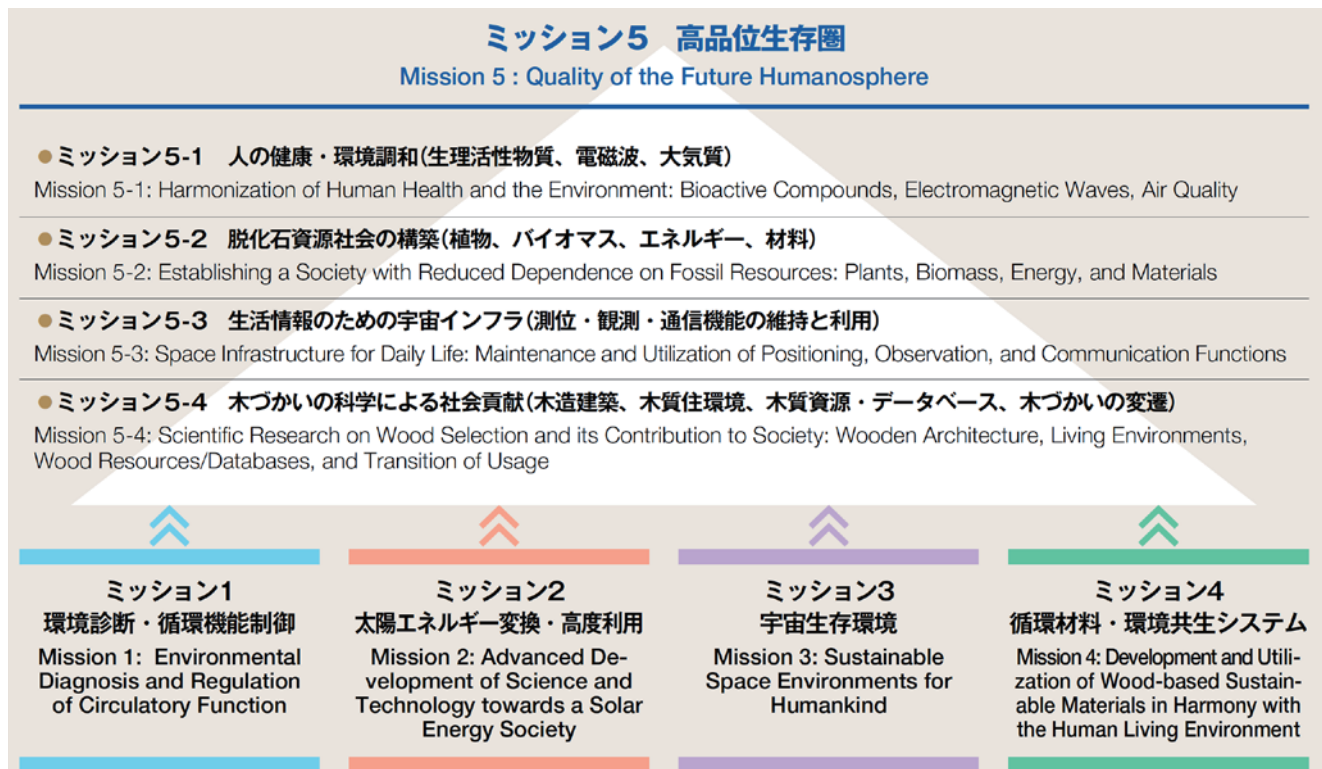 ミッション5　高品位生存圏
Mission 5 : Quality of the Future Humanosphere
●ミッション5-1　人の健康・環境調和(生理活性物質、電磁波、大気質)
Mission 5-1: Harmonization of Human Health and the Environment: Bioactive Compounds, Electromagnetic Waves, Air Quality
●ミッション5-2　脱化石資源社会の構築(植物、バイオマス、エネルギー、材料)
Mission 5-2: Establishing a Society with Reduced Dependence on Fossil Resources: Plants, Biomass, Energy, and Materials
●ミッション5-3　生活情報のための宇宙インフラ(測位・観測・通信機能の維持と利用)
Mission 5-3: Space Infrastructure for Daily Life: Maintenance and Utilization of Positioning, Observation, and Communication Functions
●ミッション5-4　木づかいの科学による社会貢献(木造建築、木質住環境、木質資源・データベース、木づかいの変遷)
Mission 5-4: Scientific Research on Wood Selection and its Contribution to Society: Wooden Architecture, Living Environments,
Wood Resources/Databases, and Transition of Usage
ミッション1
環境診断・循環機能制御
Mission 1: Environmental
Diagnosis and Regulation
of Circulatory Function
ミッション2
太陽エネルギー変換・高度利用
Mission 2: Advanced De-
velopment of Science and
Technology towards a Solar
Energy Society
ミッション3
宇宙生存環境
Mission 3: Sustainable
Space Environments for
Humankind
ミッション4
循環材料・環境共生システム
Mission 4: Development and Utili-
zation of Wood-based Sustain-
able Materials in Harmony with
the Human Living Environment